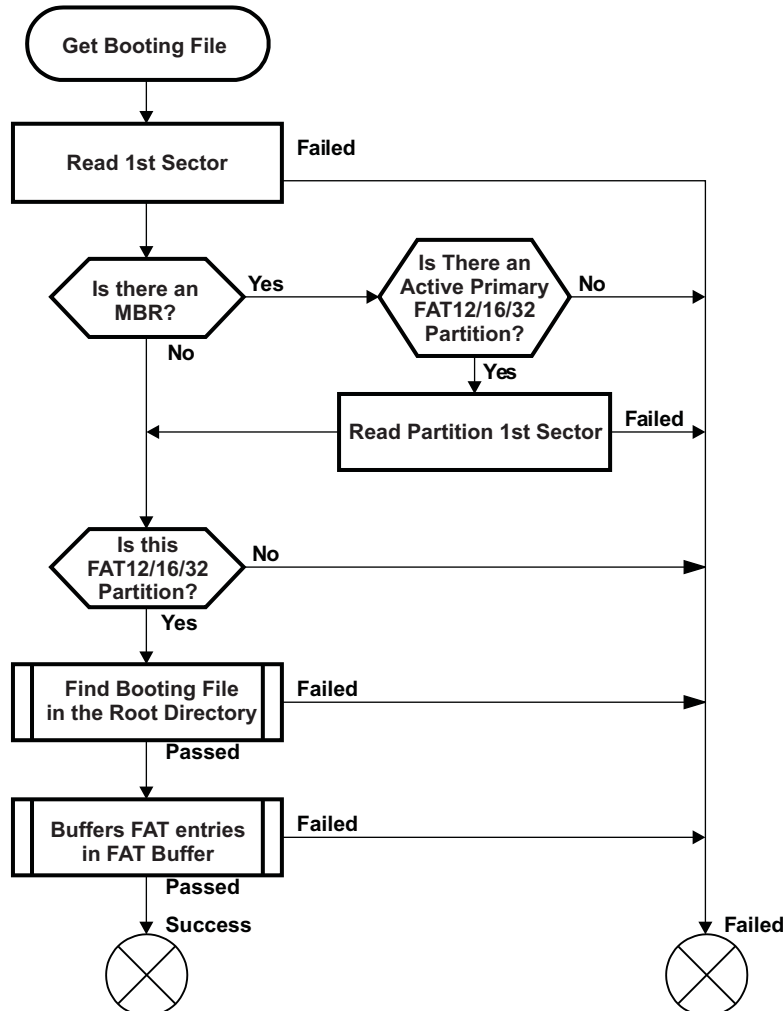 Get Booting File
Read 1st Sector
Failed
Is there an
MBR?
Yes
Is There an
Active Primary
FAT12/16/32
Partition?
No
No
Yes
Read Partition 1st Sector
Failed
Is this
FAT12/16/32
Partition?
No
Yes
Find Booting File
in the Root Directory
Failed
Passed
Buffers FAT entries
in FAT Buffer
Failed
Passed
Success
Failed